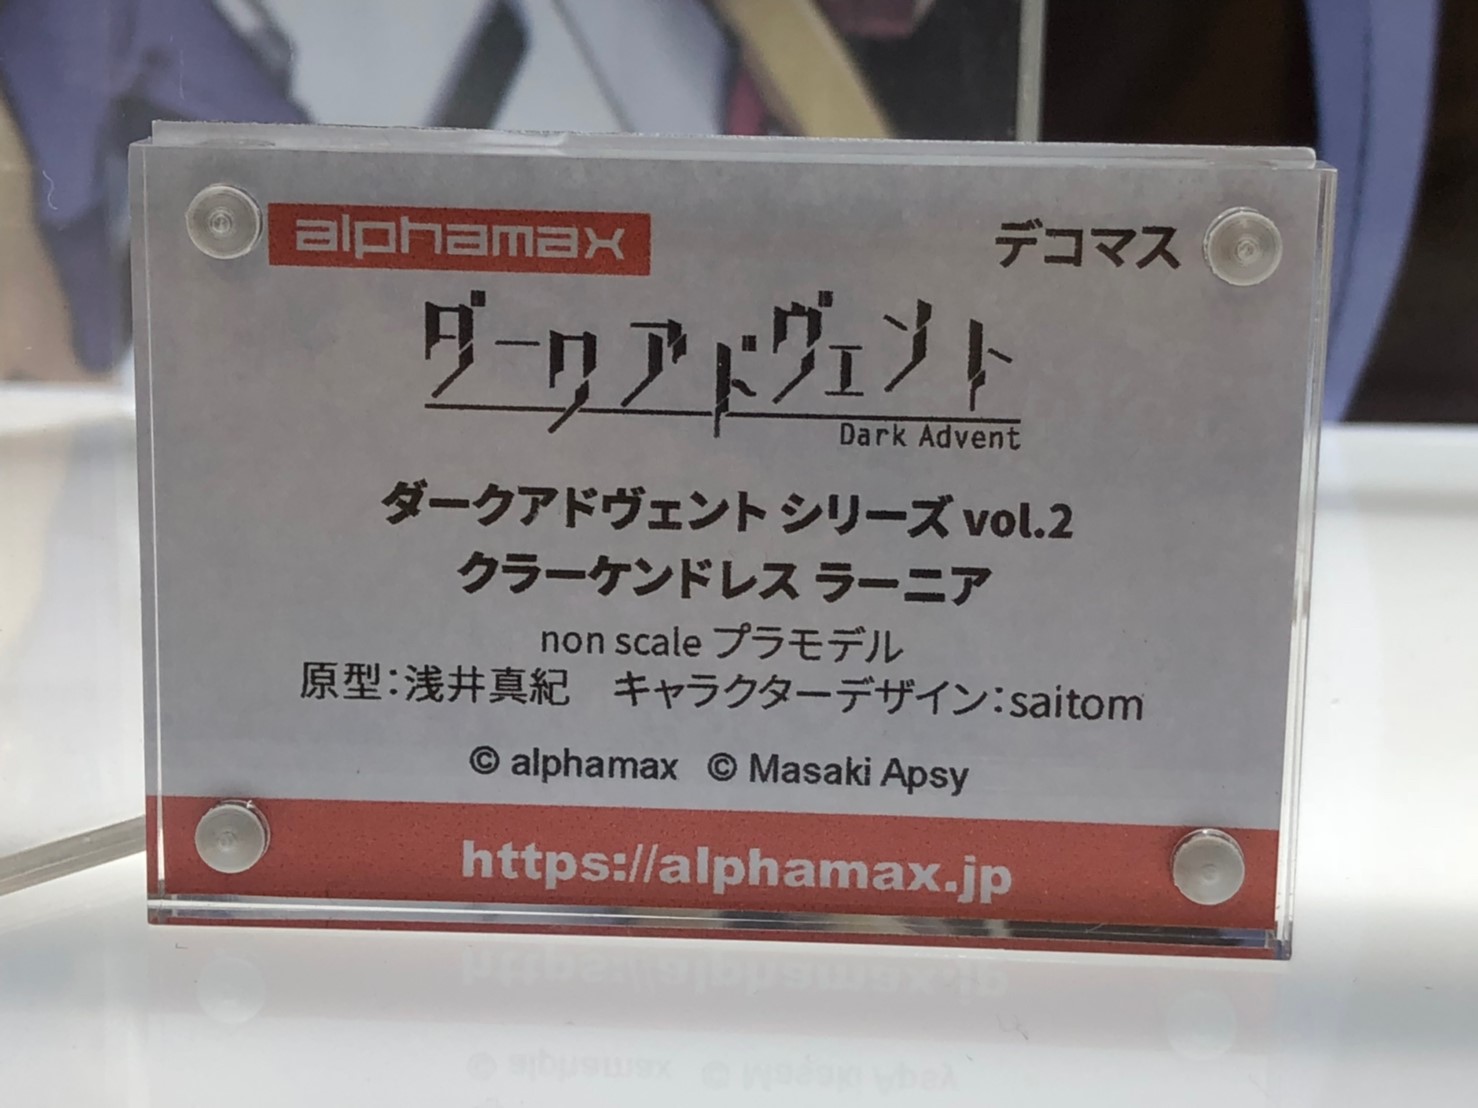 alphamax
デコマス
ダークアドヴェント
Dark Advent
ダークアドヴェント シリーズ vol.2
クラーケンドレス ラーニア
non scale プラモデル
原型：浅井真紀　キャラクターデザイン：saitom
© alphamax © Masaki Apsy
https://alphamax.jp